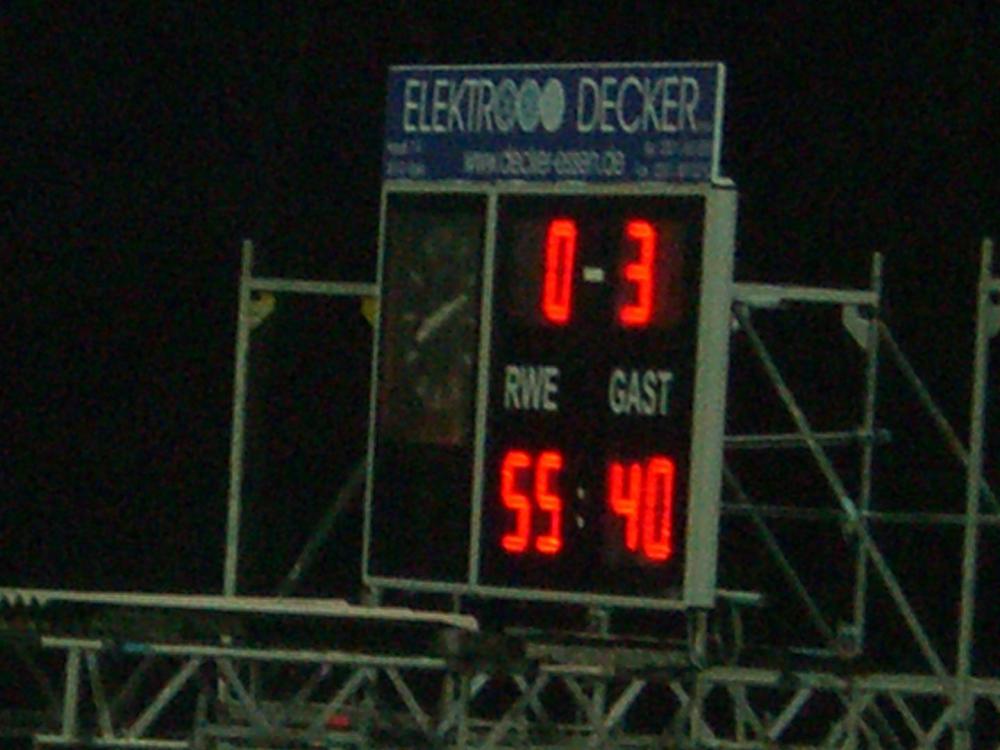 ELEKTRO DECKER
www.decker-essen.de
0 - 3
RWE GAST
55 : 40